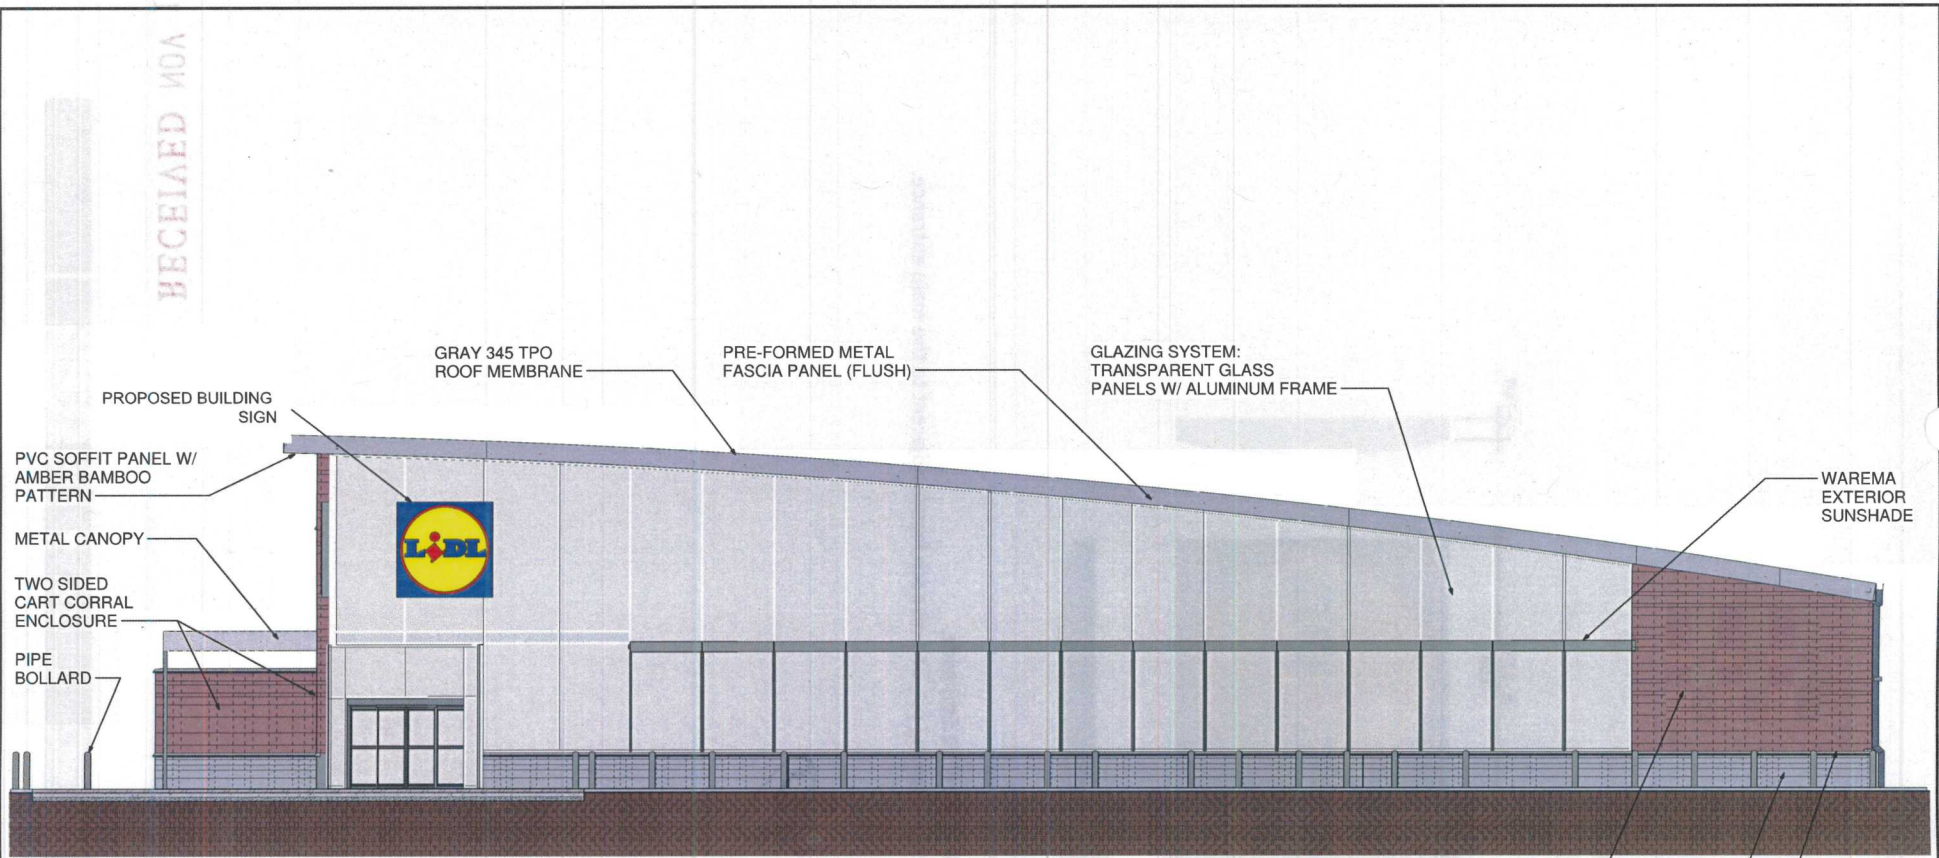 RECEIVED NOV
GRAY 345 TPO
ROOF MEMBRANE
PRE-FORMED METAL
FASCIA PANEL (FLUSH)
GLAZING SYSTEM:
TRANSPARENT GLASS
PANELS W/ ALUMINUM FRAME
PROPOSED BUILDING
SIGN
PVC SOFFIT PANEL W/
AMBER BAMBOO
PATTERN
METAL CANOPY
TWO SIDED
CART CORRAL
ENCLOSURE
PIPE
BOLLARD
WAREMA
EXTERIOR
SUNSHADE
LiDL